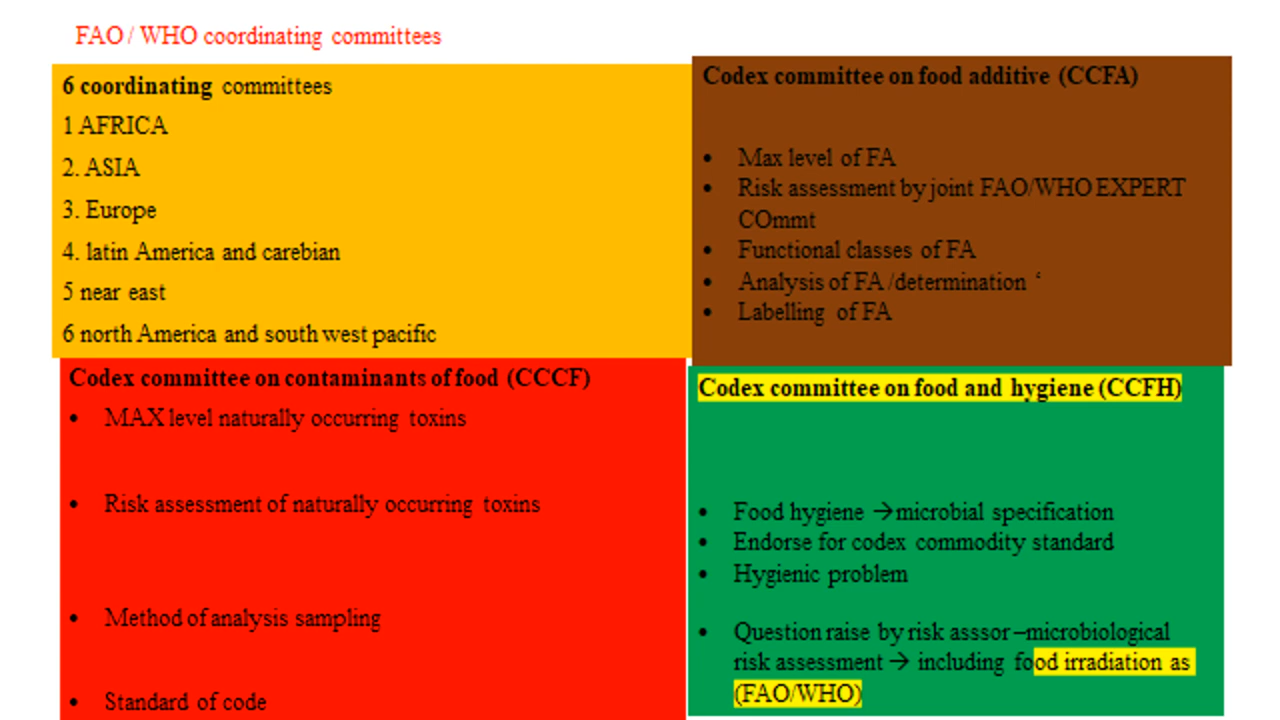 FAO / WHO coordinating committees
6 coordinating committees
1 AFRICA
2. ASIA
3. Europe
4. latin America and carebian
5 near east
6 north America and south west pacific
Codex committee on food additive (CCFA)
• Max level of FA
• Risk assessment by joint FAO/WHO EXPERT
COmmt
• Functional classes of FA
• Analysis of FA /determination ‘
• Labelling of FA
Codex committee on contaminants of food (CCCF)
• MAX level naturally occurring toxins
• Risk assessment of naturally occurring toxins
• Method of analysis sampling
• Standard of code
Codex committee on food and hygiene (CCFH)
• Food hygiene → microbial specification
• Endorse for codex commodity standard
• Hygienic problem
• Question raise by risk asssor –microbiological
risk assessment → including food irradiation as
(FAO/WHO)